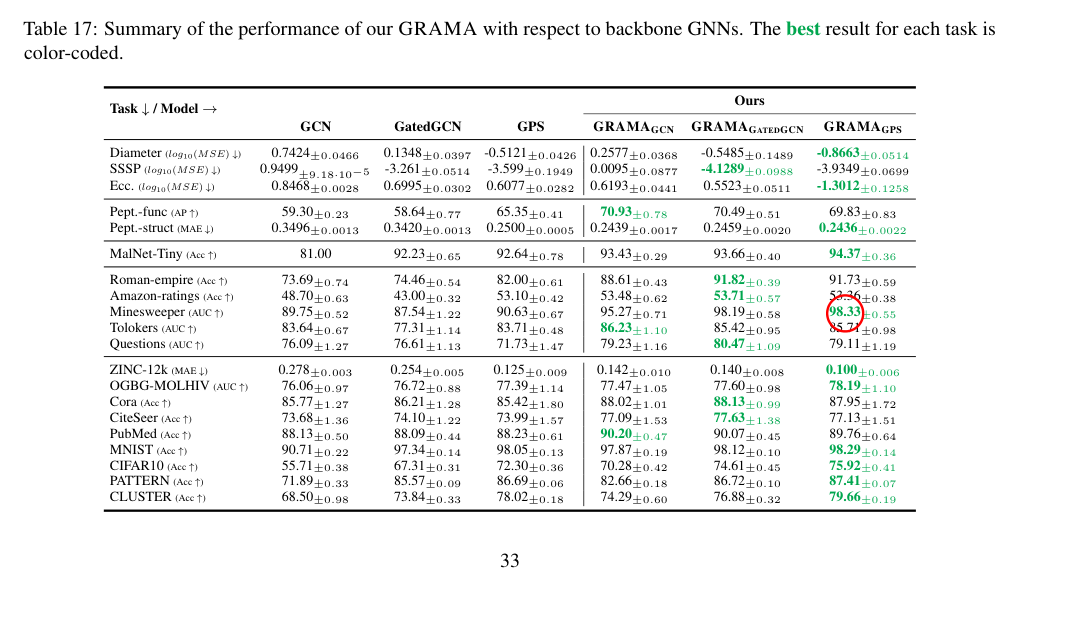 Table 17: Summary of the performance of our GRAMA with respect to backbone GNNs. The best result for each task is
color-coded.
Task ↓ / Model →
Ours
GCN GatedGCN GPS GRAMA_GCN GRAMA_GATEDGCN GRAMA_GPS
Diameter (log10(MSE) ↓) 0.7424±0.0466 0.1348±0.0397 -0.5121±0.0426 0.2577±0.0368 -0.5485±0.1489 -0.8663±0.0514
SSSP (log10(MSE) ↓) 0.9499±9.18·10−5 -3.261±0.0514 -3.599±0.1949 0.0095±0.0877 -4.1289±0.0988 -3.9349±0.0699
Ecc. (log10(MSE) ↓) 0.8468±0.0028 0.6995±0.0302 0.6077±0.0282 0.6193±0.0441 0.5523±0.0511 -1.3012±0.1258
Pept-func (AP ↑) 59.30±0.23 58.64±0.77 65.35±0.41 70.93±0.78 70.49±0.51 69.83±0.83
Pept-struct (MAE ↓) 0.3496±0.0013 0.3420±0.0013 0.2500±0.0005 0.2439±0.0017 0.2459±0.0020 0.2436±0.0022
MalNet-Tiny (Acc ↑) 81.00 92.23±0.65 92.64±0.78 93.43±0.29 93.66±0.40 94.37±0.36
Roman-empire (Acc ↑) 73.69±0.74 74.46±0.54 82.00±0.61 88.61±0.43 91.82±0.39 91.73±0.59
Amazon-ratings (Acc ↑) 48.70±0.63 43.00±0.32 53.10±0.42 53.48±0.62 53.71±0.57 53.36±0.38
Minesweeper (AUC ↑) 89.75±0.52 87.54±1.22 90.63±0.67 95.27±0.71 98.19±0.58 98.33±0.55
Tolokers (AUC ↑) 83.64±0.67 77.31±1.14 83.71±0.48 86.23±1.10 85.42±0.95 85.71±0.98
Questions (AUC ↑) 76.09±1.27 76.61±1.13 71.73±1.47 79.23±1.16 80.47±1.09 79.11±1.19
ZINC-12k (MAE ↓) 0.278±0.003 0.254±0.005 0.125±0.009 0.142±0.010 0.140±0.008 0.100±0.006
OGBG-MOLHIV (AUC ↑) 76.06±0.97 76.72±0.88 77.39±1.14 77.47±1.05 77.60±0.98 78.19±1.10
Cora (Acc ↑) 85.77±1.27 86.21±1.28 85.42±1.80 88.02±1.01 88.13±0.99 87.95±1.72
CiteSeer (Acc ↑) 73.68±1.36 74.10±1.22 73.99±1.57 77.09±1.53 77.63±1.38 77.13±1.51
PubMed (Acc ↑) 88.13±0.50 88.09±0.44 88.23±0.61 90.20±0.47 90.07±0.45 89.76±0.64
MNIST (Acc ↑) 90.71±0.22 97.34±0.14 98.05±0.13 97.87±0.19 98.12±0.10 98.29±0.14
CIFAR10 (Acc ↑) 55.71±0.38 67.31±0.31 72.30±0.36 70.28±0.42 74.61±0.45 75.92±0.41
PATTERN (Acc ↑) 71.89±0.33 85.57±0.09 86.69±0.06 82.66±0.18 86.72±0.10 87.41±0.07
CLUSTER (Acc ↑) 68.50±0.98 73.84±0.33 78.02±0.18 74.29±0.60 76.88±0.32 79.66±0.19
33